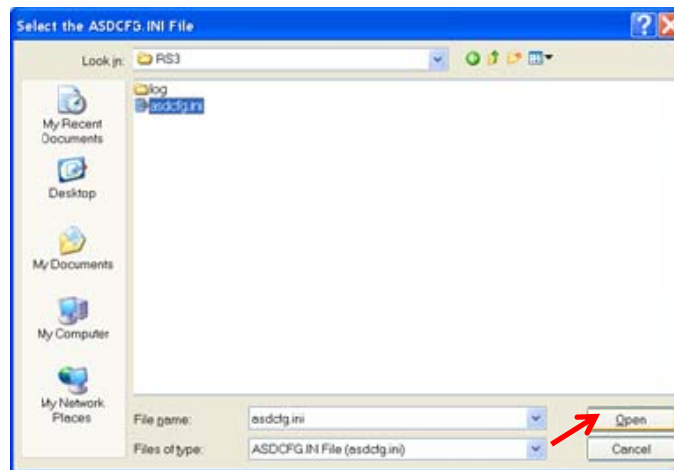 Select the ASDCFG.INI File
Look in: RS3
log
asdcfg.ini
My Recent
Documents
Desktop
My Documents
My Computer
My Network
Places
File name: asdcfg.ini
Open
Files of type: ASDCFG.INI File (asdcfg.ini)
Cancel